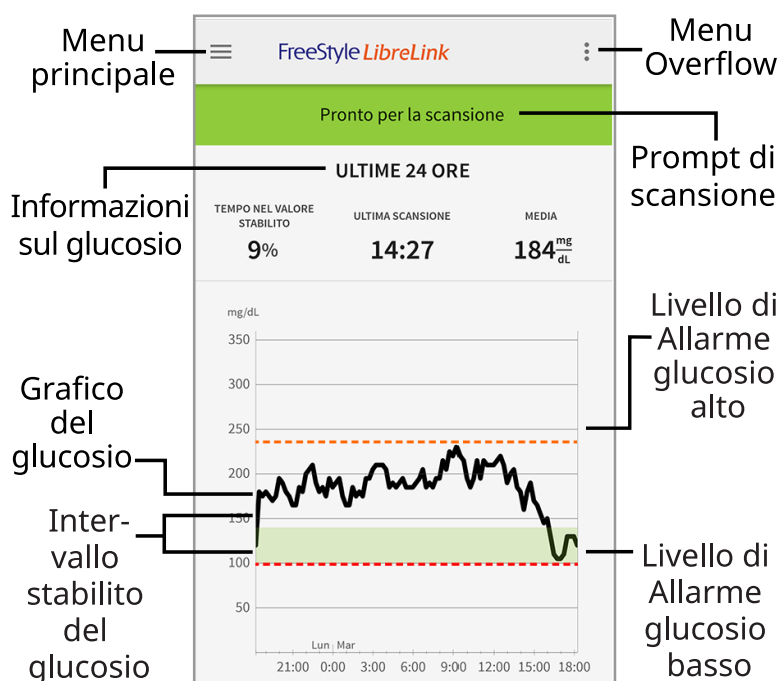 Menu
principale
FreeStyle LibreLink
Menu
Overflow
Pronto per la scansione
Prompt di
scansione
ULTIME 24 ORE
Informazioni
sul glucosio
TEMPO NEL VALORE
STABILITO
9%
ULTIMA SCANSIONE
14:27
MEDIA
184 mg/dL
mg/dL
350
300
250
200
150
100
50
Lun Mar
21:00 0:00 3:00 6:00 9:00 12:00 15:00 18:00
Livello di
Allarme
glucosio
alto
Grafico
del
glucosio
Inter-
vallo
stabilito
del
glucosio
Livello di
Allarme
glucosio
basso